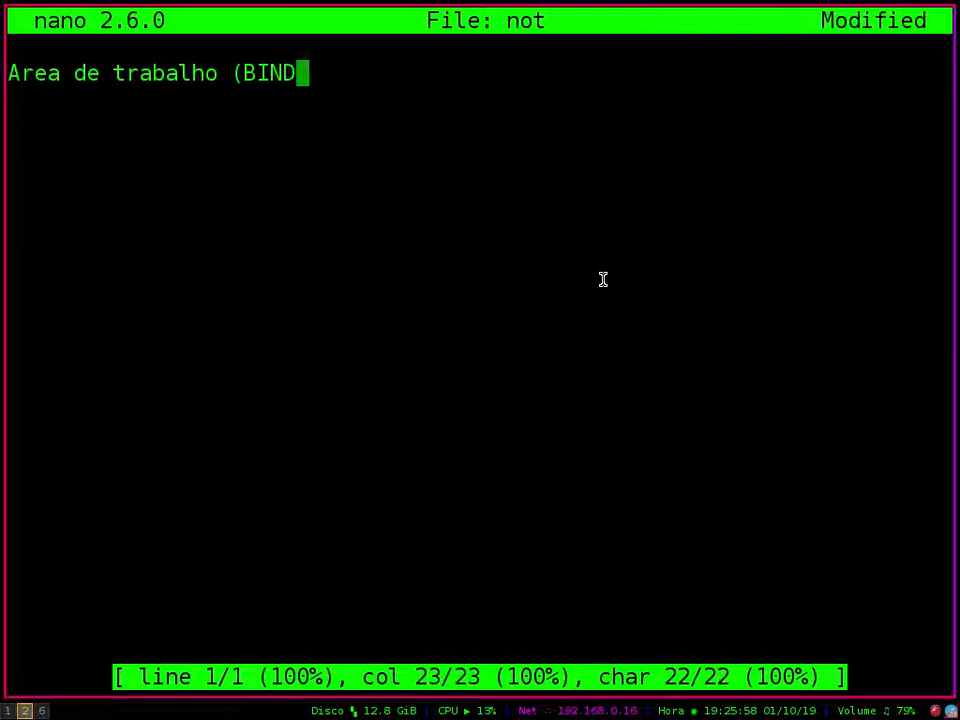 nano 2.6.0 File: not Modified
Area de trabalho (BIND
[ line 1/1 (100%), col 23/23 (100%), char 22/22 (100%) ]
1 2 6 Disco 12.8 GiB | CPU ▶ 13% | Net 192.168.0.16 | Hora 19:25:58 01/10/19 | Volume ♫ 79%